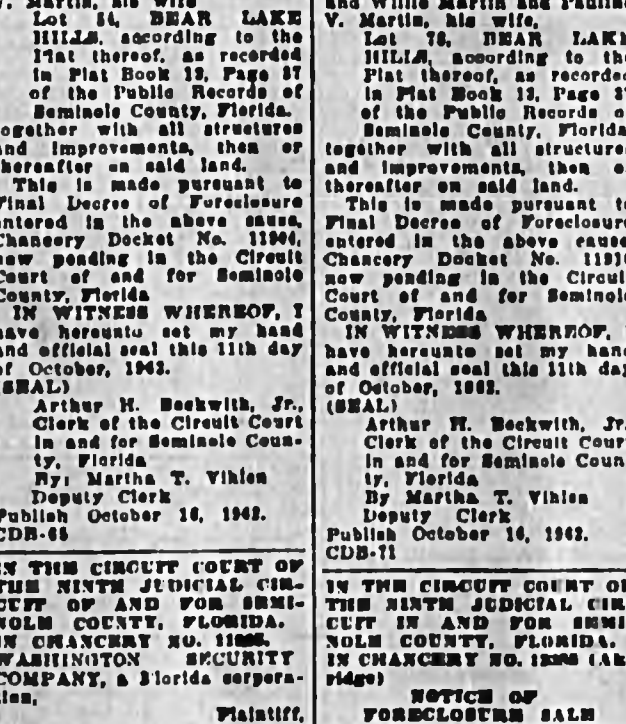 V. Martin, his wife
Lot 84, BEAR LAKE
HILLS, according to the
Plat thereof, as recorded
in Plat Book 13, Page 37
of the Public Records of
Seminole County, Florida.
together with all structures
and improvements, then or
hereafter on said land.
This is made pursuant to
Final Decree of Foreclosure
entered in the above cause,
Chancery Docket No.
now pending in the Circuit
Court of and for Seminole
County, Florida
IN WITNESS WHEREOF, I
have hereunto set my hand
and official seal this 11th day
of October, 1962.
(SEAL)
Arthur H. Beckwith, Jr.,
Clerk of the Circuit Court
in and for Seminole Coun-
ty, Florida
By: Martha T. Vihlen
Deputy Clerk
Publish October 16, 1962.
CDB-68
IN THE CIRCUIT COURT OF
THE NINTH JUDICIAL CIR-
CUIT OF AND FOR SEMI-
NOLE COUNTY, FLORIDA.
IN CHANCERY NO.
WASHINGTON SECURITY
COMPANY, a Florida corpora-
tion,
Plaintiff,
and Willie Martin and Pauline
V. Martin, his wife,
Lot 78, BEAR LAKE
HILLS, according to the
Plat thereof, as recorded
in Plat Book 13, Page 37
of the Public Records of
Seminole County, Florida
together with all structures
and improvements, then or
thereafter on said land.
This is made pursuant to
Final Decree of Foreclosure
entered in the above cause
Chancery Docket No.
now pending in the Circuit
Court of and for Seminole
County, Florida
IN WITNESS WHEREOF, I
have hereunto set my hand
and official seal this 11th day
of October, 1962.
(SEAL)
Arthur H. Beckwith, Jr.
Clerk of the Circuit Court
in and for Seminole Coun
ty, Florida
By Martha T. Vihlen
Deputy Clerk
Publish October 16, 1962.
CDB-71
IN THE CIRCUIT COURT OF
THE NINTH JUDICIAL CIR
CUIT IN AND FOR SEMI
NOLE COUNTY, FLORIDA.
IN CHANCERY NO.
ridge)
NOTICE OF
FORECLOSURE SALE